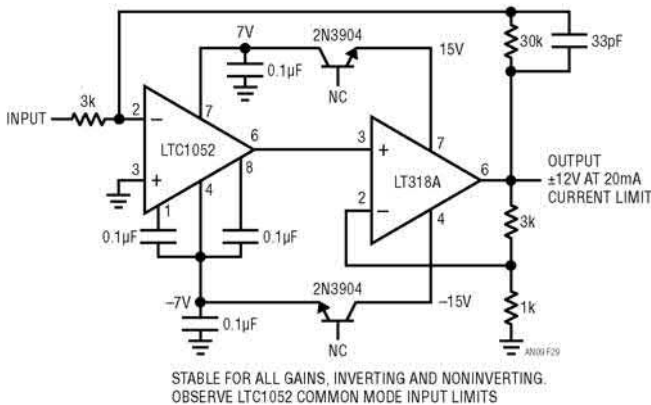 2N3904
7V
15V
30k
33pF
0.1µF
NC
3k
INPUT
2
–
7
LTC1052
6
3
+
8
1
4
3
+
7
LT318A
6
2
–
4
OUTPUT
±12V AT 20mA
CURRENT LIMIT
0.1µF
0.1µF
3k
–7V
2N3904
–15V
0.1µF
NC
1k
AN09 F29
STABLE FOR ALL GAINS, INVERTING AND NONINVERTING.
OBSERVE LTC1052 COMMON MODE INPUT LIMITS